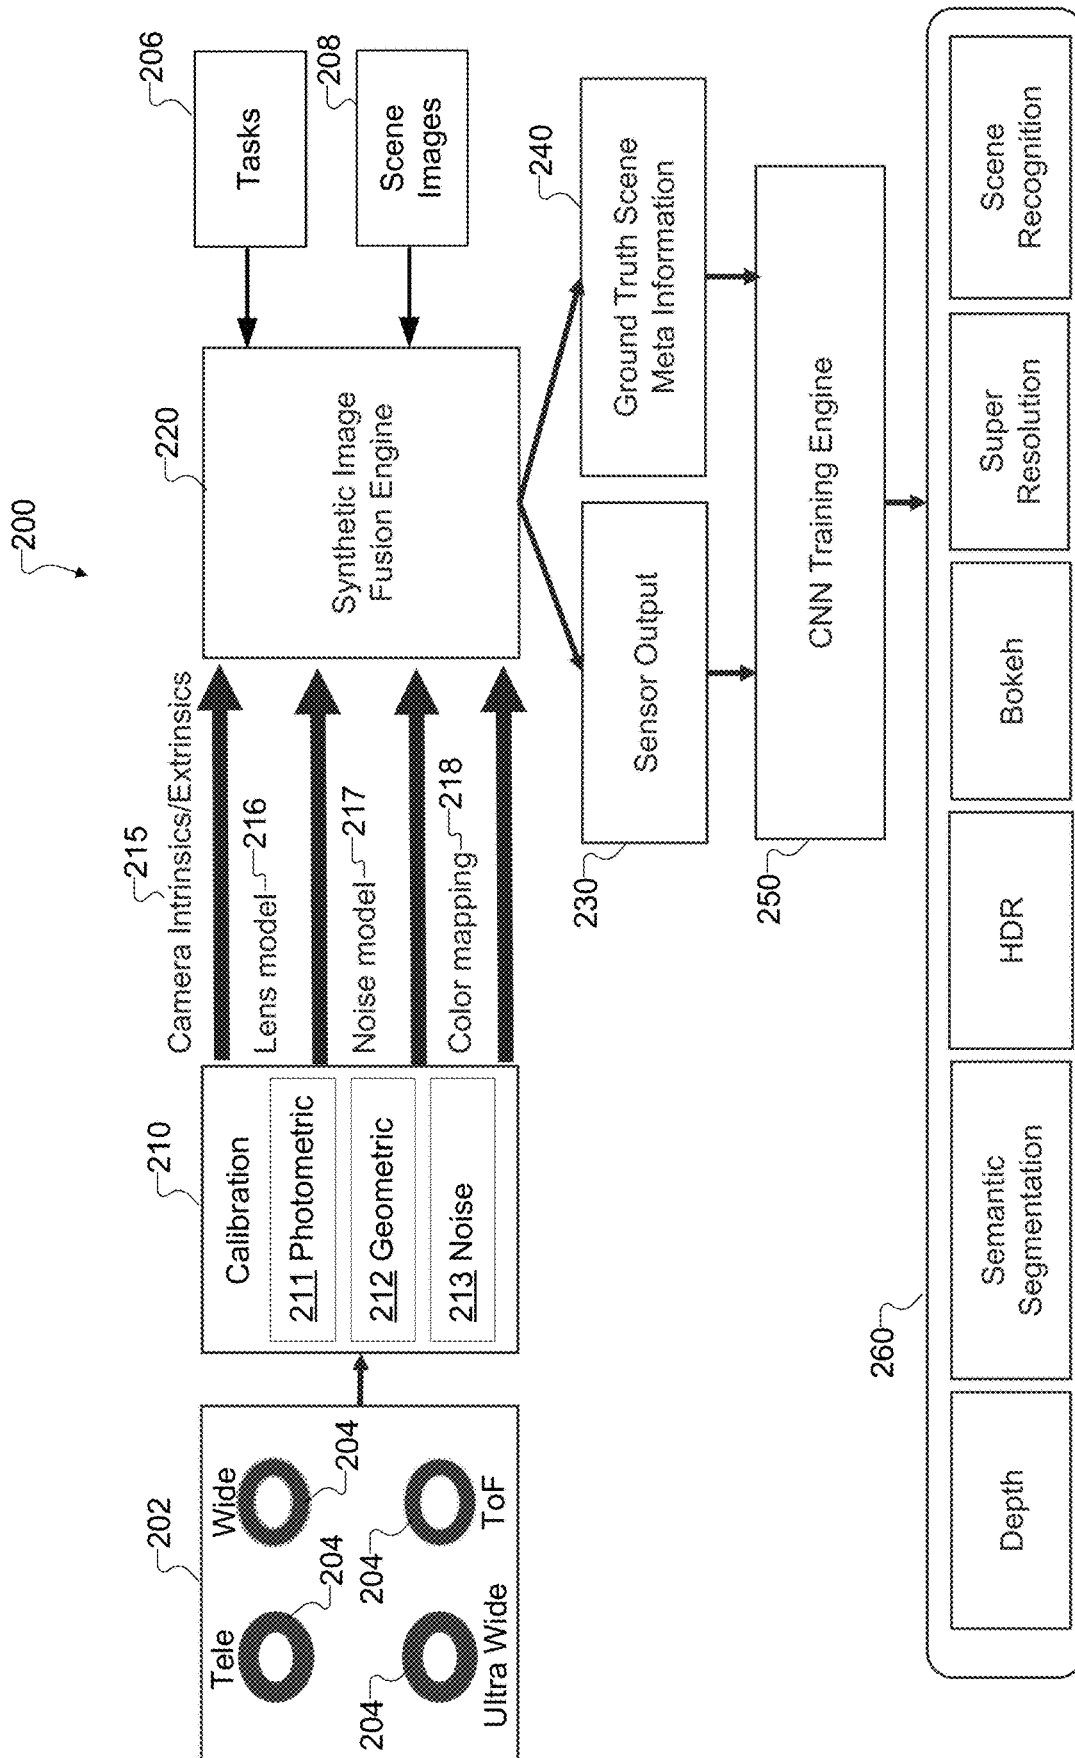 200
202
Tele
Wide
204
204
204
204
Ultra Wide
ToF
210
Calibration
211 Photometric
212 Geometric
213 Noise
215
Camera Intrinsics/Extrinsics
Lens model 216
Noise model 217
Color mapping 218
220
Synthetic Image
Fusion Engine
206
Tasks
208
Scene
Images
230
Sensor Output
240
Ground Truth Scene
Meta Information
250
CNN Training Engine
260
Depth
Semantic
Segmentation
HDR
Bokeh
Super
Resolution
Scene
Recognition